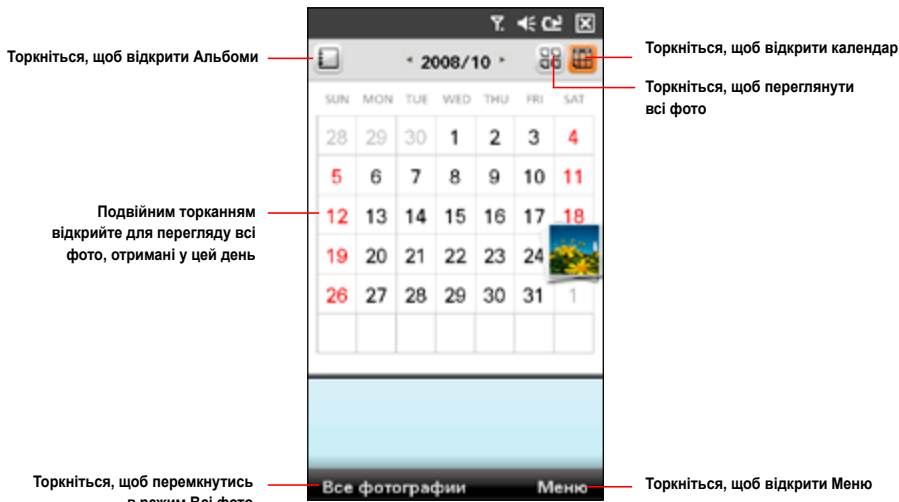 Торкніться, щоб відкрити Альбоми
2008/10
Торкніться, щоб відкрити календар
Торкніться, щоб переглянути
всі фото
SUN MON TUE WED THU FRI SAT
28 29 30 1 2 3 4
5 6 7 8 9 10 11
12 13 14 15 16 17 18
19 20 21 22 23 24
26 27 28 29 30 31 1
Подвійним торканням
відкрийте для перегляду всі
фото, отримані у цей день
Все фотографии Меню
Торкніться, щоб перемкнутись
в режим Всі фото
Торкніться, щоб відкрити Меню